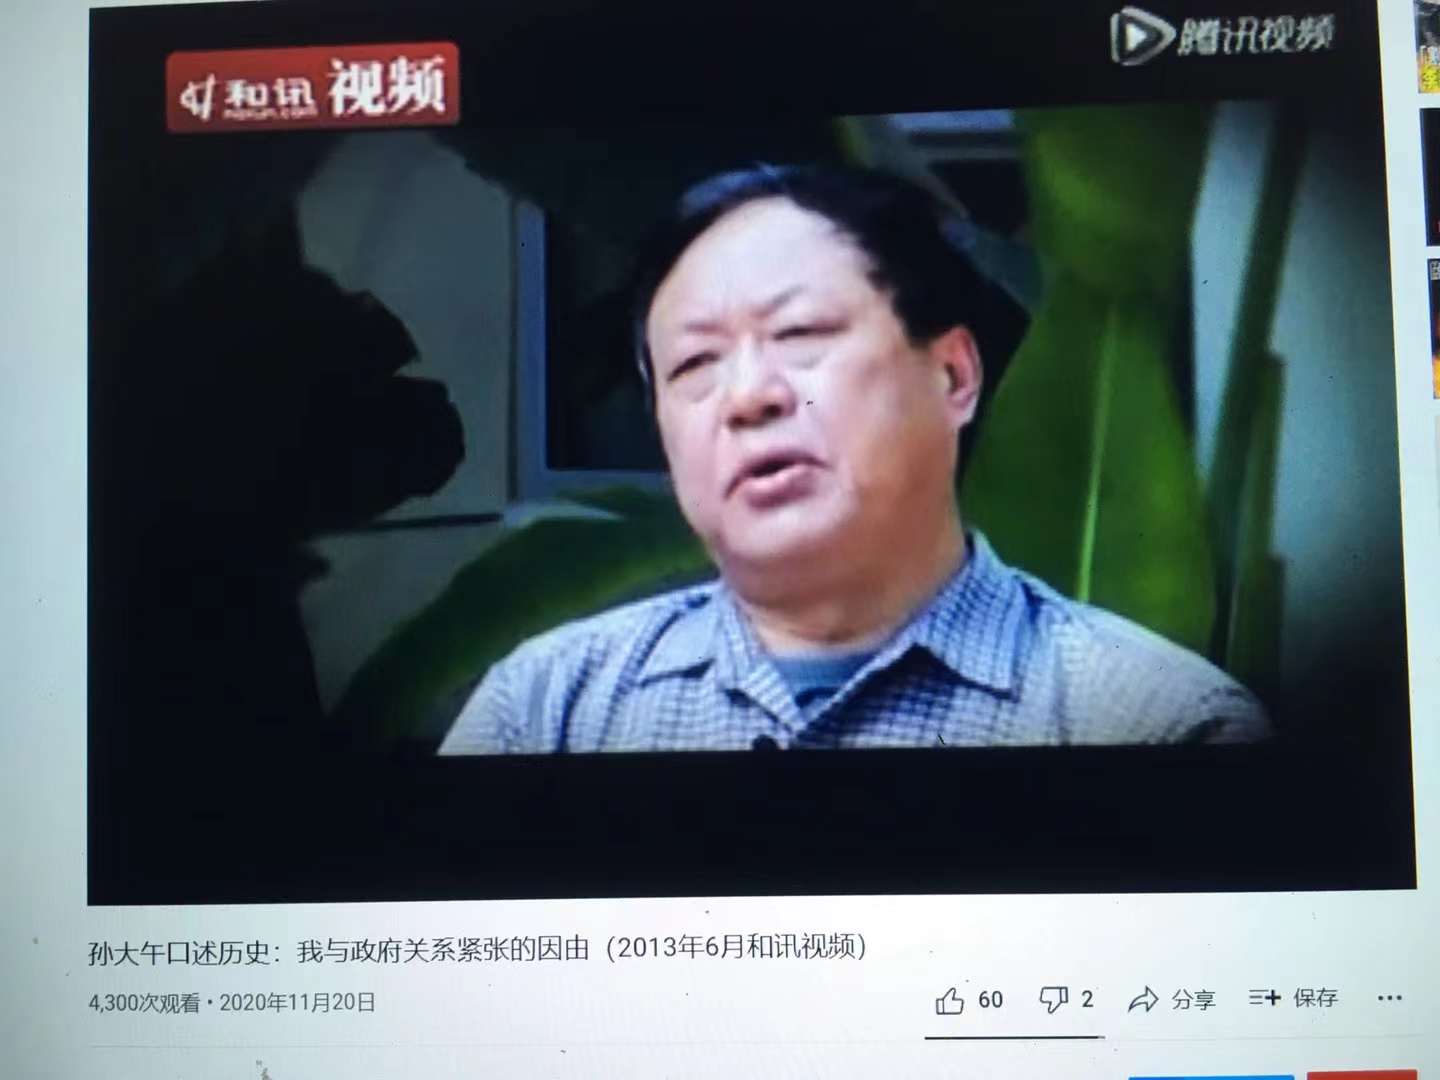 和讯 视频
腾讯视频
孙大午口述历史：我与政府关系紧张的因由（2013年6月和讯视频）
4,300次观看 • 2020年11月20日
60
2
分享
保存